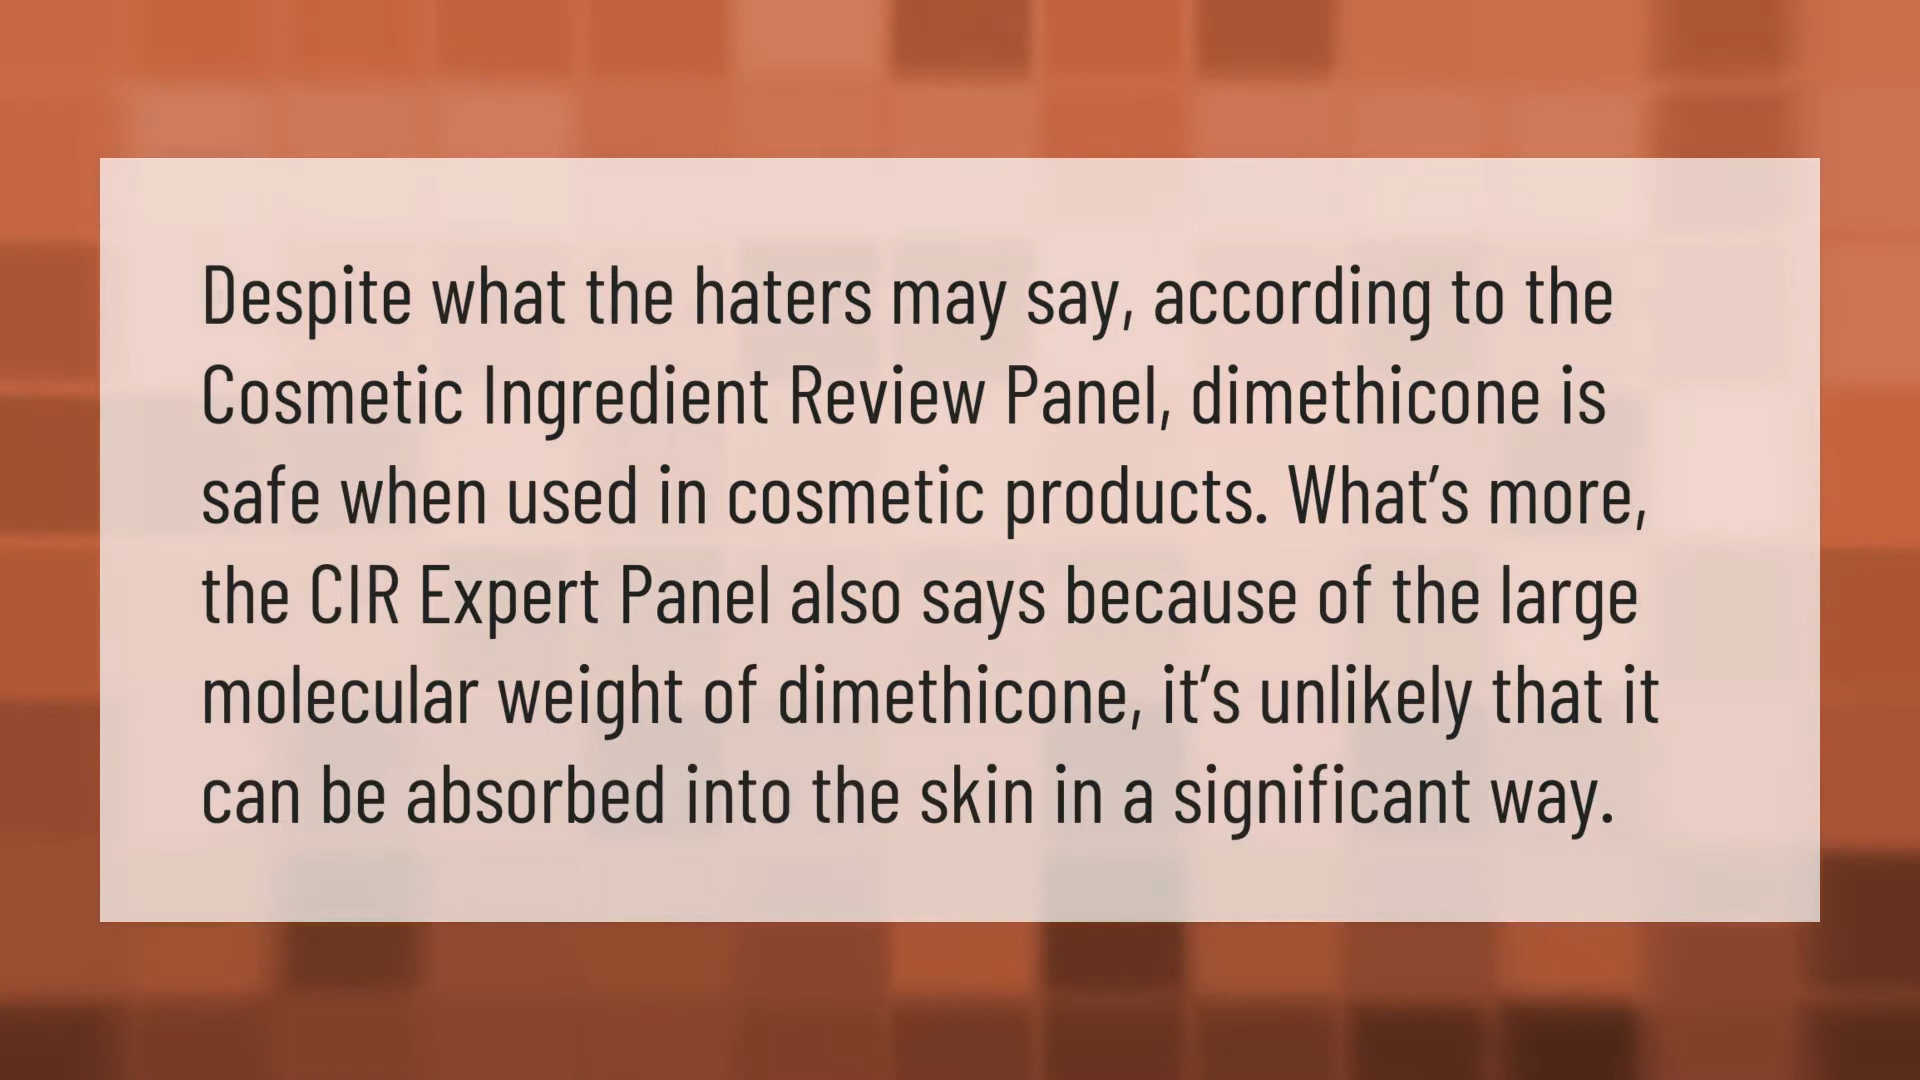 Despite what the haters may say, according to the
Cosmetic Ingredient Review Panel, dimethicone is
safe when used in cosmetic products. What’s more,
the CIR Expert Panel also says because of the large
molecular weight of dimethicone, it’s unlikely that it
can be absorbed into the skin in a significant way.